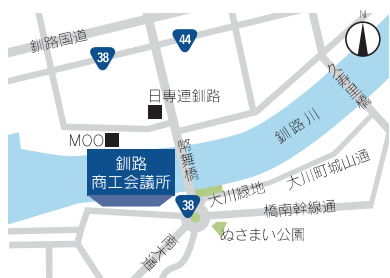 N
44
釧路国道
38
久寿里橋
日専連釧路
釧路川
MOO
幣舞橋
釧路
商工会議所
大川町城山通
大川緑地
38
橋南幹線通
ぬさまい公園
南大通